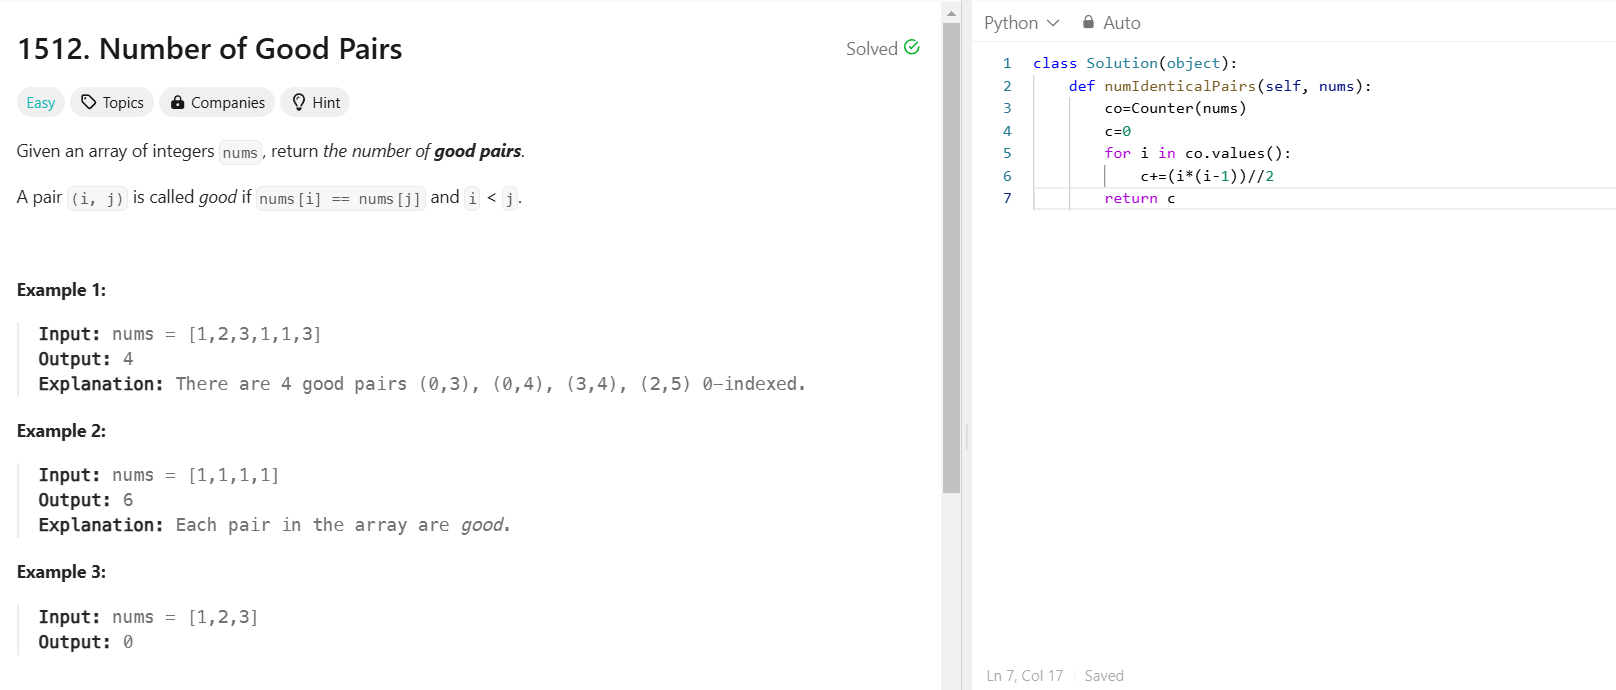 1512. Number of Good Pairs
Solved
Easy Topics Companies Hint
Given an array of integers nums, return the number of good pairs.
A pair (i, j) is called good if nums[i] == nums[j] and i < j.
Example 1:
Input: nums = [1,2,3,1,1,3]
Output: 4
Explanation: There are 4 good pairs (0,3), (0,4), (3,4), (2,5) 0-indexed.
Example 2:
Input: nums = [1,1,1,1]
Output: 6
Explanation: Each pair in the array are good.
Example 3:
Input: nums = [1,2,3]
Output: 0
Python Auto
1 class Solution(object):
2     def numIdenticalPairs(self, nums):
3         co=Counter(nums)
4         c=0
5         for i in co.values():
6             c+=(i*(i-1))//2
7         return c
Ln 7, Col 17 Saved